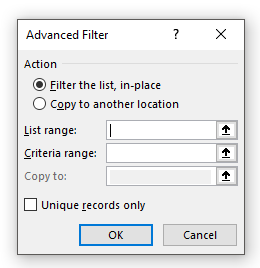 Advanced Filter ?
Action
Filter the list, in-place
Copy to another location
List range:
Criteria range:
Copy to:
Unique records only
OK Cancel